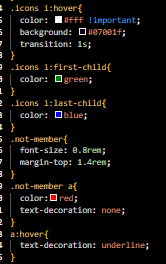 .icons i:hover{
color: #fff !important;
background: #07001f;
transition: 1s;
}
.icons i:first-child{
color: green;
}
.icons i:last-child{
color: blue;
}
.not-member{
font-size: 0.8rem;
margin-top: 1.4rem;
}
.not-member a{
color: red;
text-decoration: none;
}
a:hover{
text-decoration: underline;
}